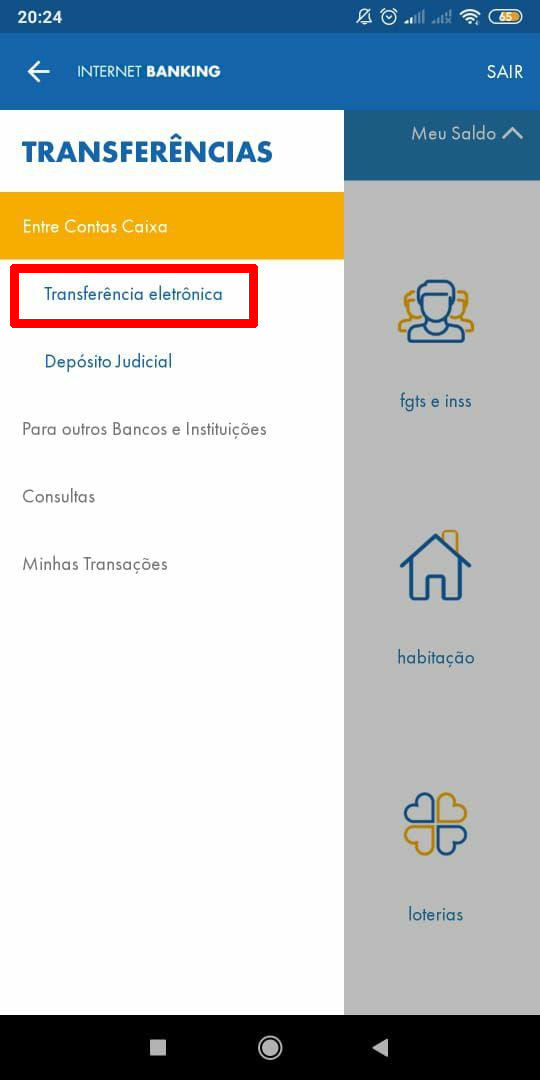 20:24
65
INTERNET BANKING
SAIR
TRANSFERÊNCIAS
Meu Saldo
Entre Contas Caixa
Transferência eletrônica
Depósito Judicial
Para outros Bancos e Instituições
Consultas
Minhas Transações
fgts e inss
habitação
loterias